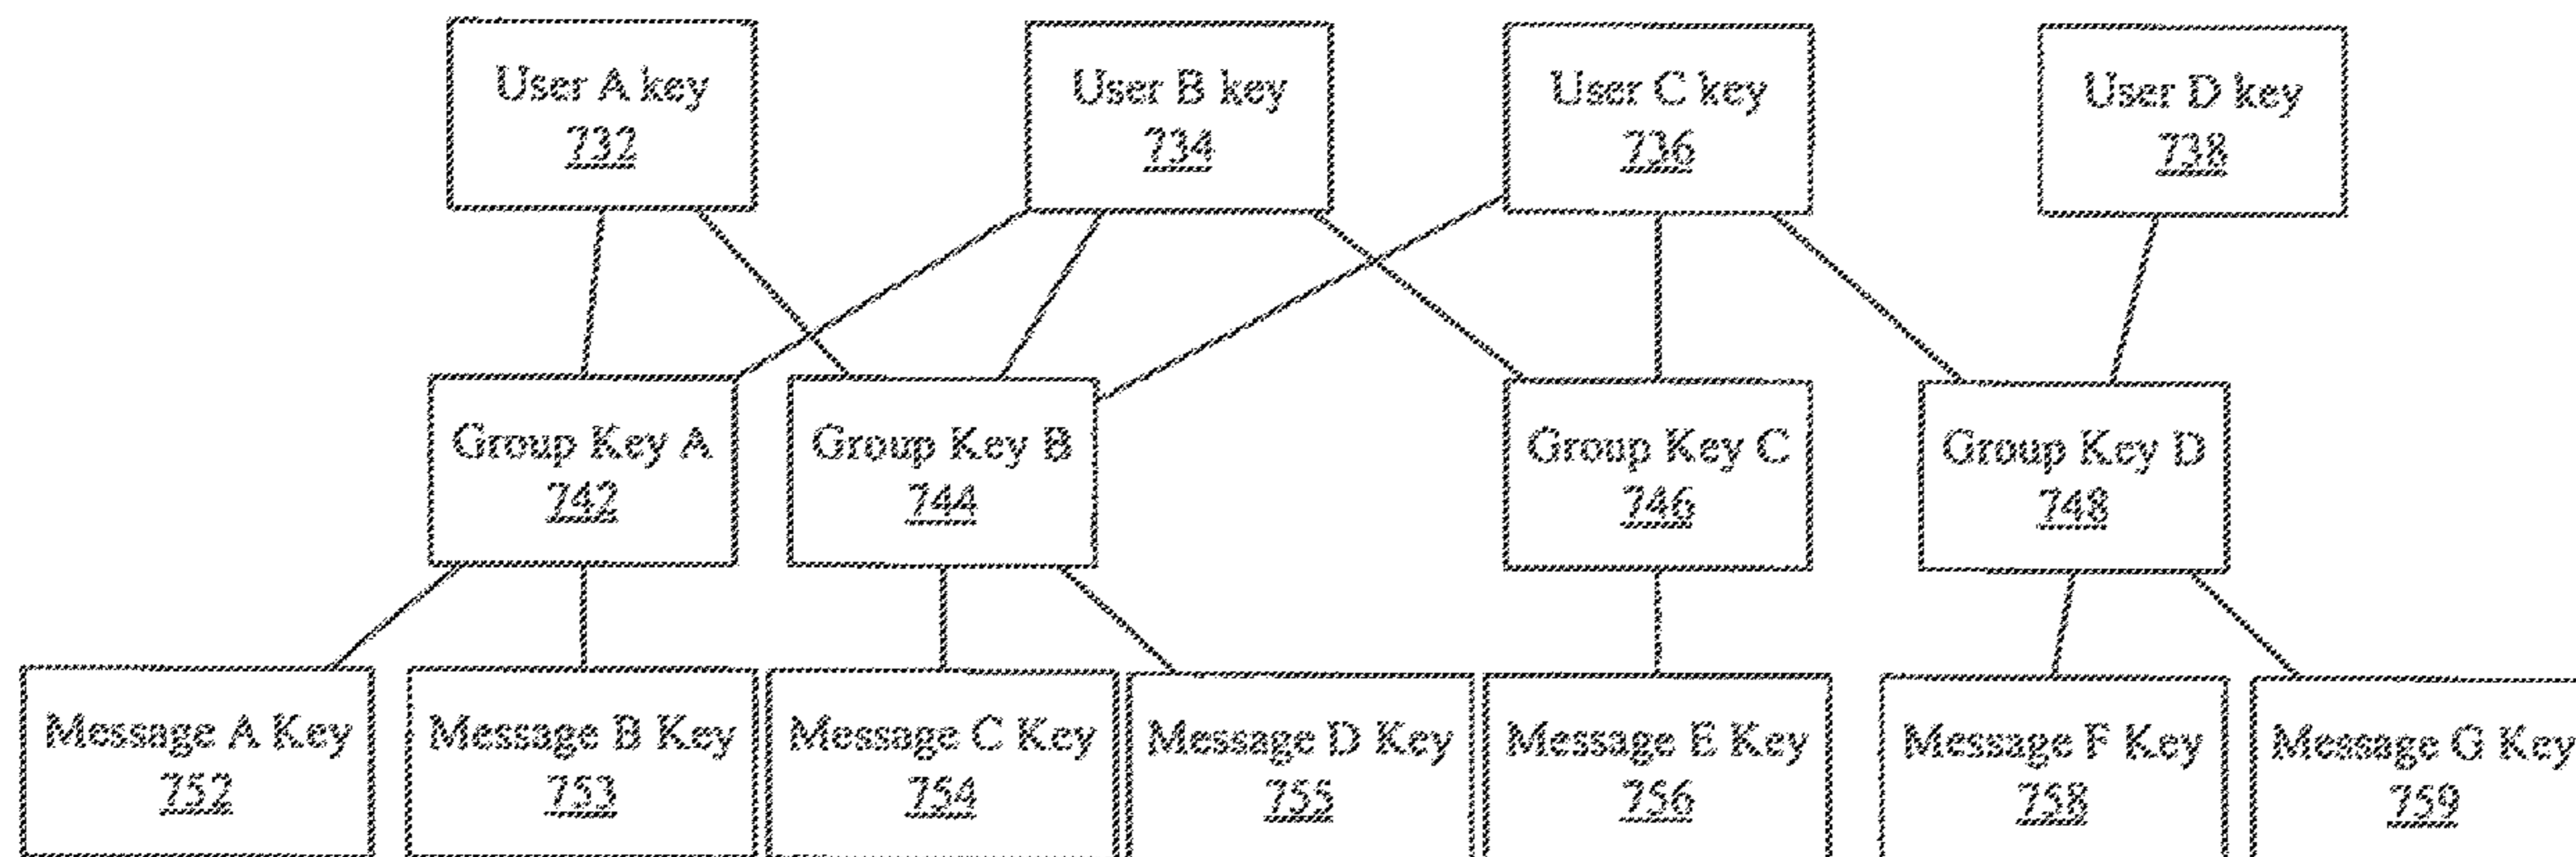 User A key
732
User B key
734
User C key
736
User D key
738
Group Key A
742
Group Key B
744
Group Key C
746
Group Key D
748
Message A Key
752
Message B Key
753
Message C Key
754
Message D Key
755
Message E Key
756
Message F Key
758
Message G Key
759